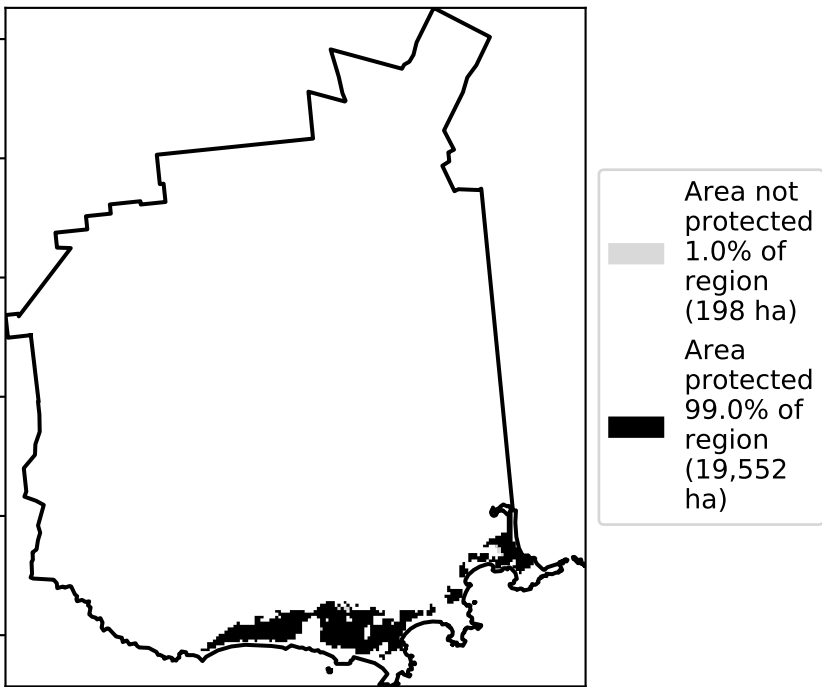 Area not
protected
1.0% of
region
(198 ha)
Area
protected
99.0% of
region
(19,552
ha)